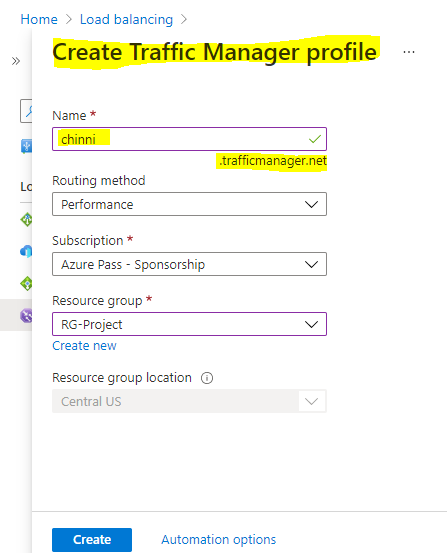 Home > Load balancing >
Create Traffic Manager profile
...
»
Name *
chinni
.trafficmanager.net
Routing method
Performance
Subscription *
Azure Pass - Sponsorship
Lo
Resource group *
RG-Project
Create new
Resource group location
Central US
Create
Automation options